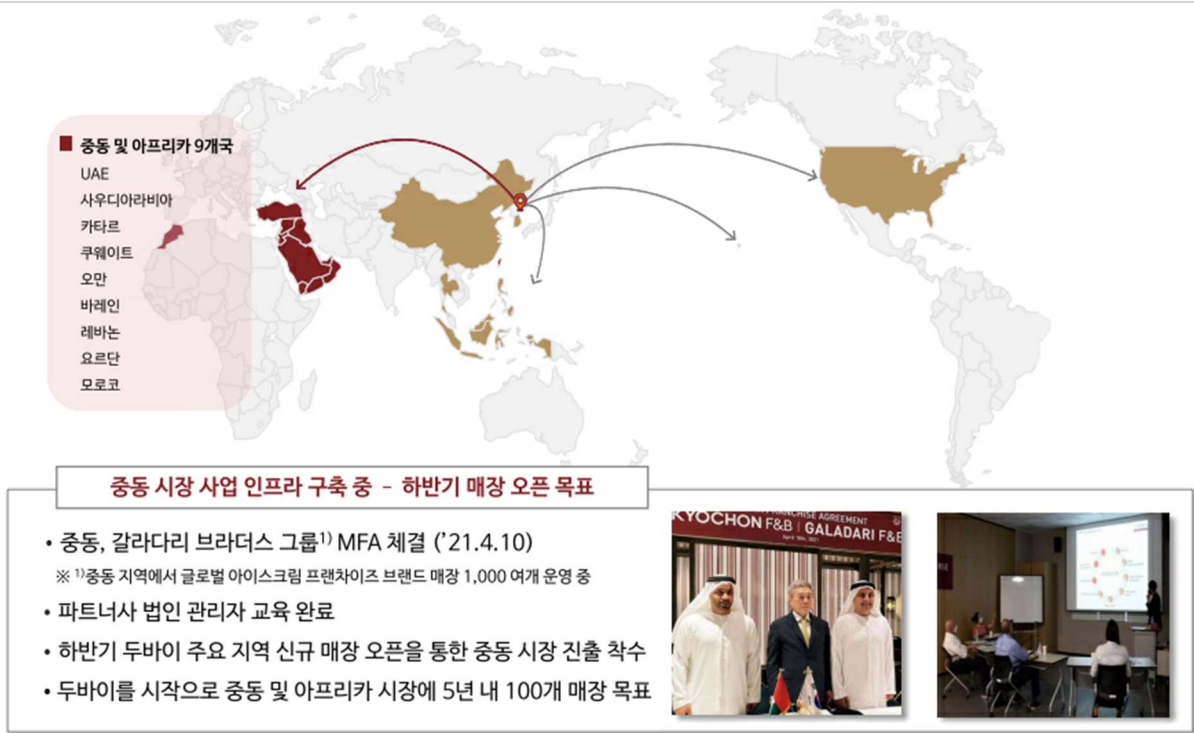 중동 및 아프리카 9개국
UAE
사우디아라비아
카타르
쿠웨이트
오만
바레인
레바논
요르단
모로코
중동 시장 사업 인프라 구축 중 - 하반기 매장 오픈 목표
• 중동, 갈라다리 브라더스 그룹1) MFA 체결 ('21.4.10)
※ 1)중동 지역에서 글로벌 아이스크림 프랜차이즈 브랜드 매장 1,000 여개 운영 중
• 파트너사 법인 관리자 교육 완료
• 하반기 두바이 주요 지역 신규 매장 오픈을 통한 중동 시장 진출 착수
• 두바이를 시작으로 중동 및 아프리카 시장에 5년 내 100개 매장 목표
FRANCHISE AGREEMENT
KYOCHON F&B | GALADARI F&B